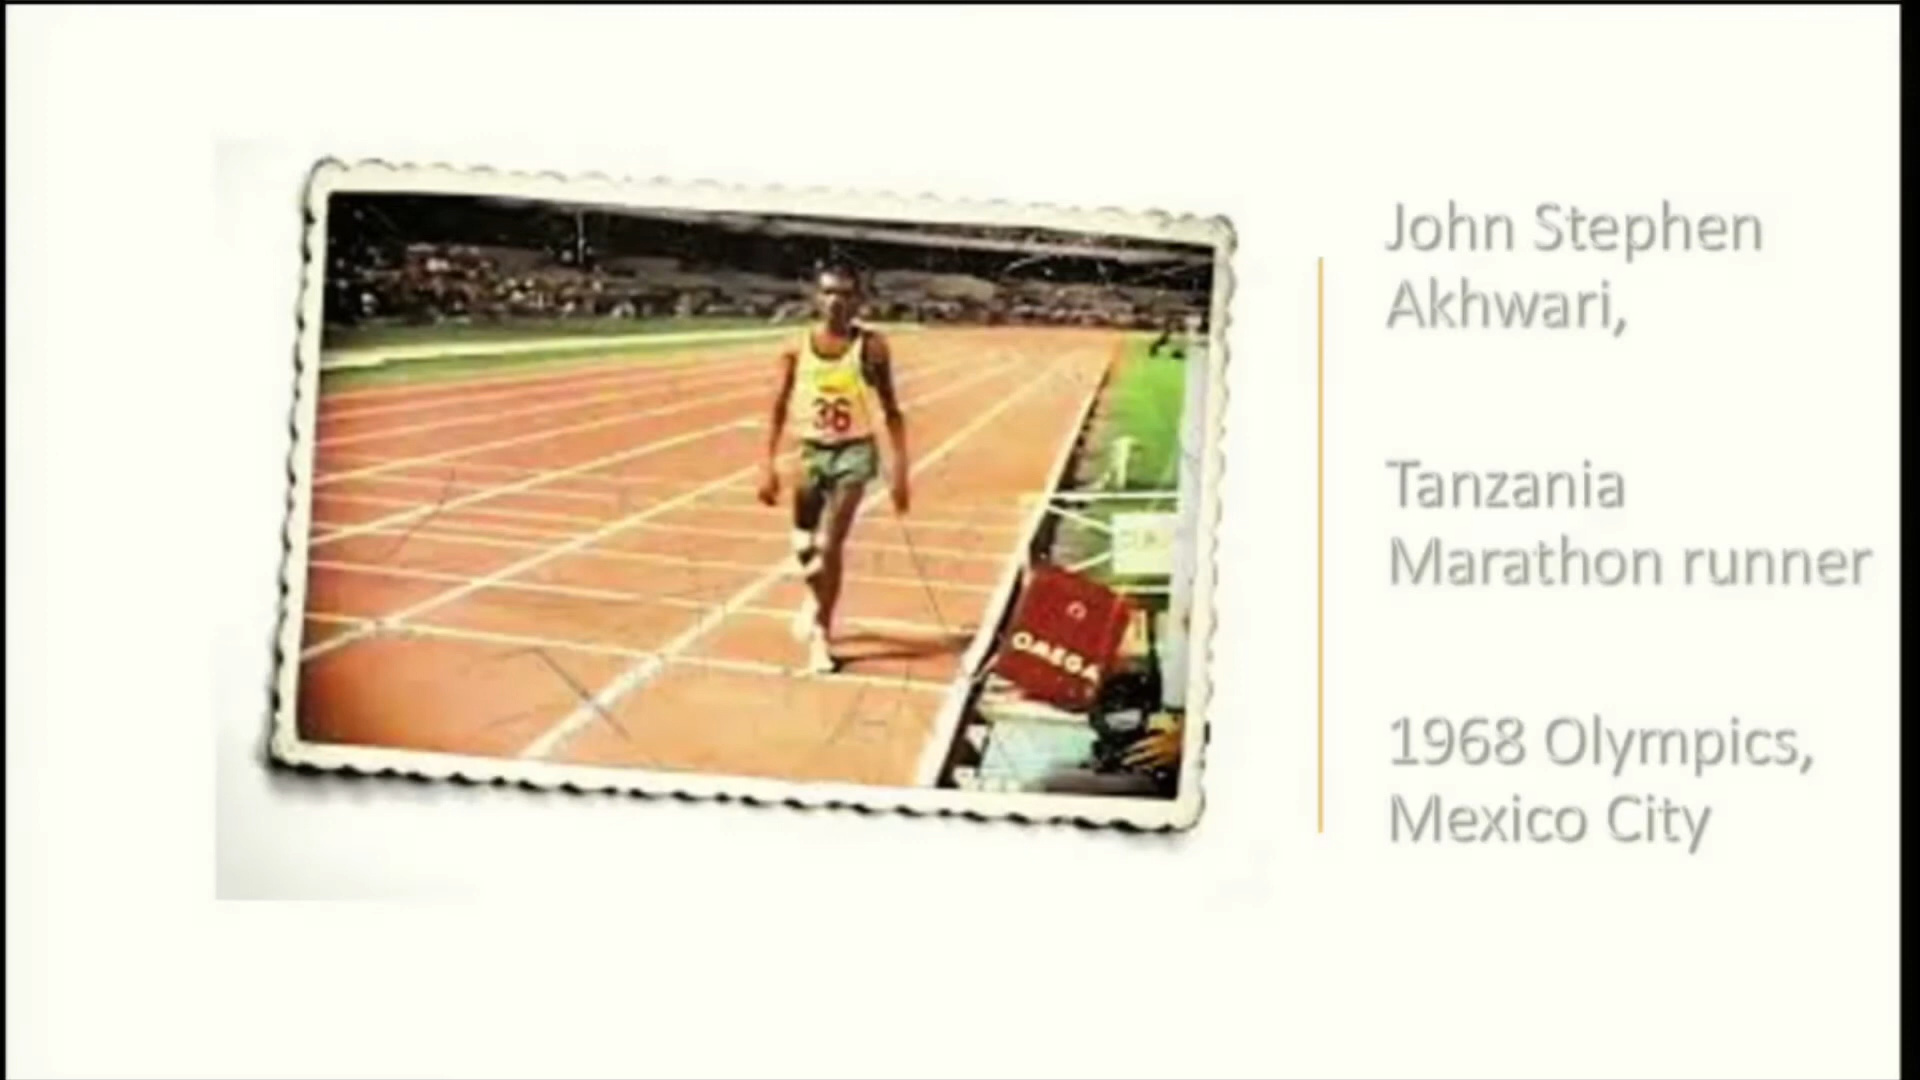 John Stephen
Akhwari,
Tanzania
Marathon runner
1968 Olympics,
Mexico City
36
OMEGA